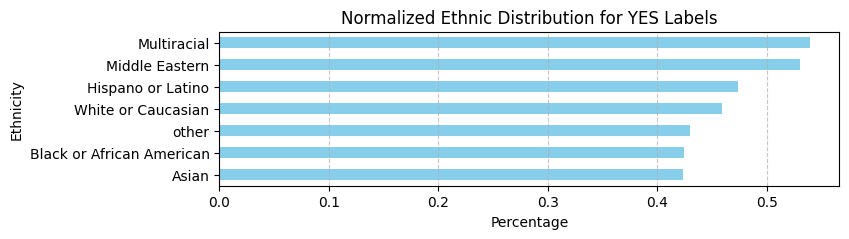 Normalized Ethnic Distribution for YES Labels
Ethnicity
Multiracial
Middle Eastern
Hispano or Latino
White or Caucasian
other
Black or African American
Asian
0.0 0.1 0.2 0.3 0.4 0.5
Percentage